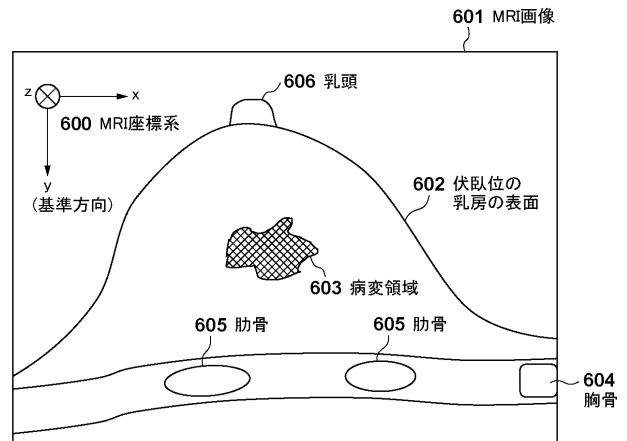 601 MRI画像
606 乳頭
z
x
600 MRI座標系
y
(基準方向)
602 伏臥位の
乳房の表面
603 病変領域
605 肋骨
605 肋骨
604
胸骨